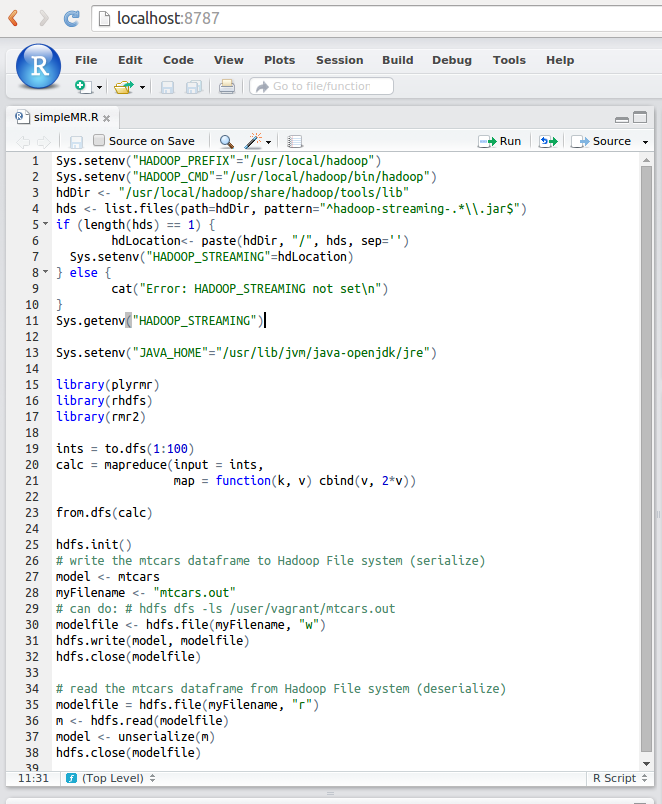 localhost:8787
R File Edit Code View Plots Session Build Debug Tools Help
Go to file/function
simpleMR.R
Source on Save Run Source
1 Sys.setenv("HADOOP_PREFIX"="/usr/local/hadoop")
2 Sys.setenv("HADOOP_CMD"="/usr/local/hadoop/bin/hadoop")
3 hdDir <- "/usr/local/hadoop/share/hadoop/tools/lib"
4 hds <- list.files(path=hdDir, pattern="^hadoop-streaming-.*\\.jar$")
5 if (length(hds) == 1) {
6 hdLocation<- paste(hdDir, "/", hds, sep='')
7 Sys.setenv("HADOOP_STREAMING"=hdLocation)
8 } else {
9 cat("Error: HADOOP_STREAMING not set\n")
10 }
11 Sys.getenv("HADOOP_STREAMING")
12
13 Sys.setenv("JAVA_HOME"="/usr/lib/jvm/java-openjdk/jre")
14
15 library(plyrmr)
16 library(rhdfs)
17 library(rmr2)
18
19 ints = to.dfs(1:100)
20 calc = mapreduce(input = ints,
21 map = function(k, v) cbind(v, 2*v))
22
23 from.dfs(calc)
24
25 hdfs.init()
26 # write the mtcars dataframe to Hadoop File system (serialize)
27 model <- mtcars
28 myFilename <- "mtcars.out"
29 # can do: # hdfs dfs -ls /user/vagrant/mtcars.out
30 modelfile <- hdfs.file(myFilename, "w")
31 hdfs.write(model, modelfile)
32 hdfs.close(modelfile)
33
34 # read the mtcars dataframe from Hadoop File system (deserialize)
35 modelfile = hdfs.file(myFilename, "r")
36 m <- hdfs.read(modelfile)
37 model <- unserialize(m)
38 hdfs.close(modelfile)
39
11:31 (Top Level) R Script